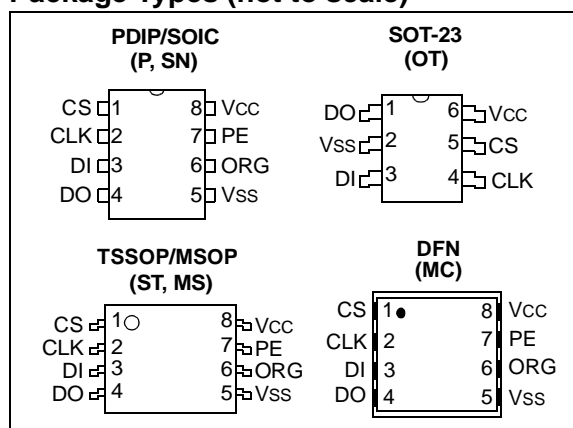 Package Types (not to scale)
PDIP/SOIC
(P, SN)
CS 1 8 VCC
CLK 2 7 PE
DI 3 6 ORG
DO 4 5 VSS
SOT-23
(OT)
DO 1 6 VCC
VSS 2 5 CS
DI 3 4 CLK
TSSOP/MSOP
(ST, MS)
CS 1 8 VCC
CLK 2 7 PE
DI 3 6 ORG
DO 4 5 VSS
DFN
(MC)
CS 1 8 VCC
CLK 2 7 PE
DI 3 6 ORG
DO 4 5 VSS